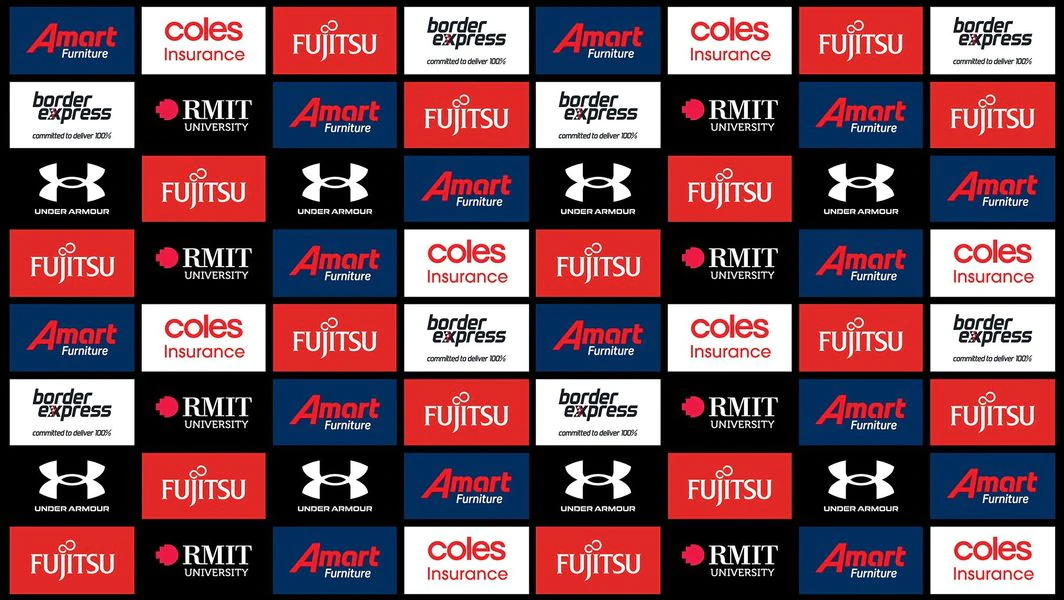 Amart Furniture coles Insurance FUJITSU border express committed to deliver 100% Amart Furniture coles Insurance FUJITSU border express committed to deliver 100%
border express committed to deliver 100% RMIT UNIVERSITY Amart Furniture FUJITSU border express committed to deliver 100% RMIT UNIVERSITY Amart Furniture FUJITSU
UNDER ARMOUR FUJITSU UNDER ARMOUR Amart Furniture UNDER ARMOUR FUJITSU UNDER ARMOUR Amart Furniture
FUJITSU RMIT UNIVERSITY Amart Furniture coles Insurance FUJITSU RMIT UNIVERSITY Amart Furniture coles Insurance
Amart Furniture coles Insurance FUJITSU border express committed to deliver 100% Amart Furniture coles Insurance FUJITSU border express committed to deliver 100%
border express committed to deliver 100% RMIT UNIVERSITY Amart Furniture FUJITSU border express committed to deliver 100% RMIT UNIVERSITY Amart Furniture FUJITSU
UNDER ARMOUR FUJITSU UNDER ARMOUR Amart Furniture UNDER ARMOUR FUJITSU UNDER ARMOUR Amart Furniture
FUJITSU RMIT UNIVERSITY Amart Furniture coles Insurance FUJITSU RMIT UNIVERSITY Amart Furniture coles Insurance